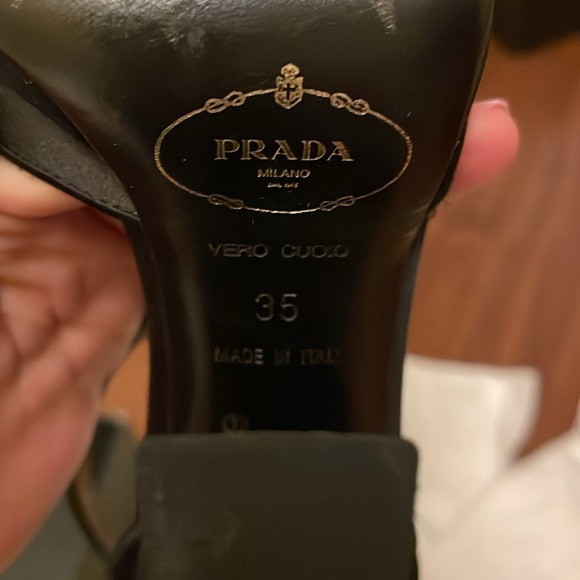 PRADA
MILANO
VERO CUOIO
35
MADE IN ITALY